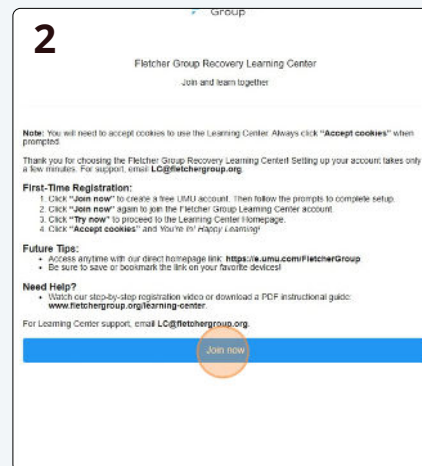 Group
2
Fletcher Group Recovery Learning Center
Join and learn together
Note: You will need to accept cookies to use the Learning Center. Always click "Accept cookies" when
prompted.
Thank you for choosing the Fletcher Group Recovery Learning Center! Setting up your account takes only
a few minutes. For support, email LC@fletchergroup.org.
First-Time Registration:
1. Click "Join now" to create a free UMU account. Then follow the prompts to complete setup.
2. Click "Join now" again to join the Fletcher Group Learning Center account.
3. Click "Try now" to proceed to the Learning Center Homepage.
4. Click "Accept cookies" and You're In! Happy Learning!
Future Tips:
• Access anytime with our direct homepage link: https://e.umu.com/FletcherGroup
• Be sure to save or bookmark the link on your favorite devices!
Need Help?
• Watch our step-by-step registration video or download a PDF instructional guide:
www.fletchergroup.org/learning-center.
For Learning Center support, email LC@fletchergroup.org.
Join now